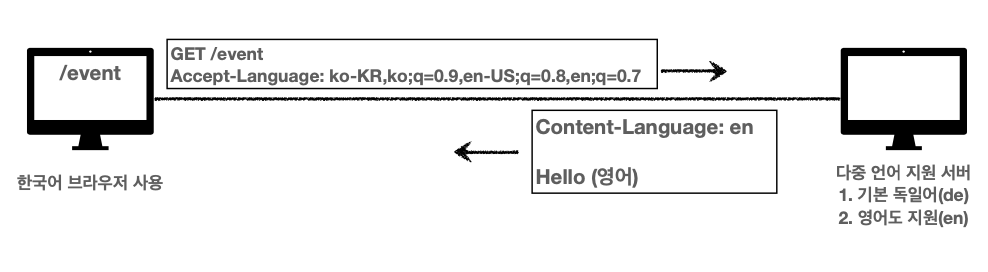 /event
GET /event
Accept-Language: ko-KR,ko;q=0.9,en-US;q=0.8,en;q=0.7
Content-Language: en
Hello (영어)
한국어 브라우저 사용
다중 언어 지원 서버
1. 기본 독일어(de)
2. 영어도 지원(en)